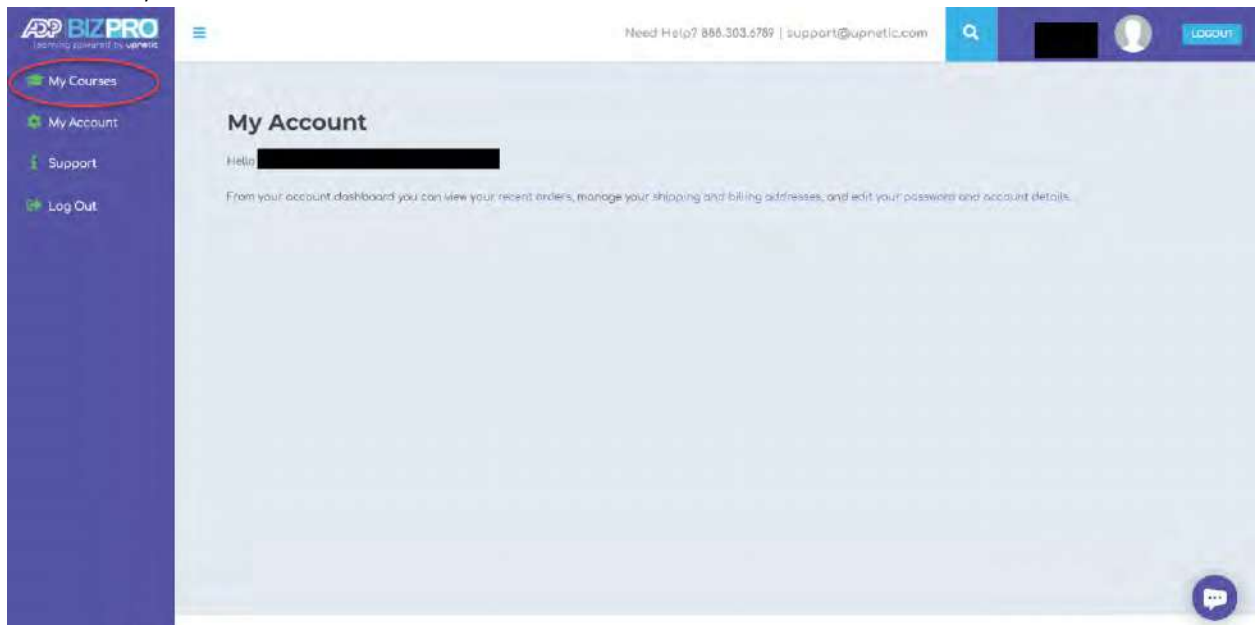 ADP BIZPRO
learning powered by upnetic
Need Help? 888.303.6789 | support@upnetic.com
LOGOUT
My Courses
My Account
Support
Log Out
My Account
Hello
From your account dashboard you can view your recent orders, manage your shipping and billing addresses, and edit your password and account details.